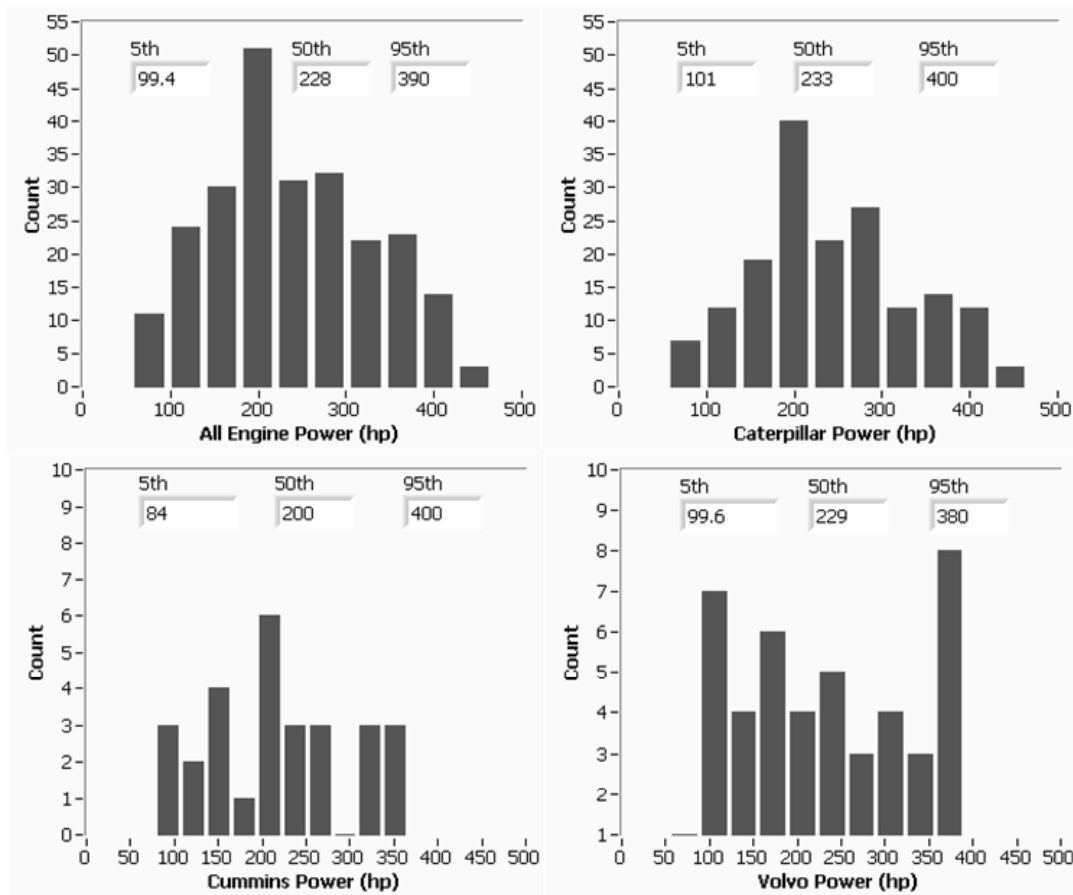 55
5th 50th 95th
50
99.4 228 390
45
40
35
30
25
20
15
10
5
0
Count
0 100 200 300 400 500
All Engine Power (hp)
55
5th 50th 95th
50
101 233 400
45
40
35
30
25
20
15
10
5
0
Count
0 100 200 300 400 500
Caterpillar Power (hp)
10
5th 50th 95th
9
84 200 400
8
7
6
5
4
3
2
1
0
Count
0 50 100 150 200 250 300 350 400 450 500
Cummins Power (hp)
10
5th 50th 95th
9
99.6 229 380
8
7
6
5
4
3
2
1
Count
0 50 100 150 200 250 300 350 400 450 500
Volvo Power (hp)